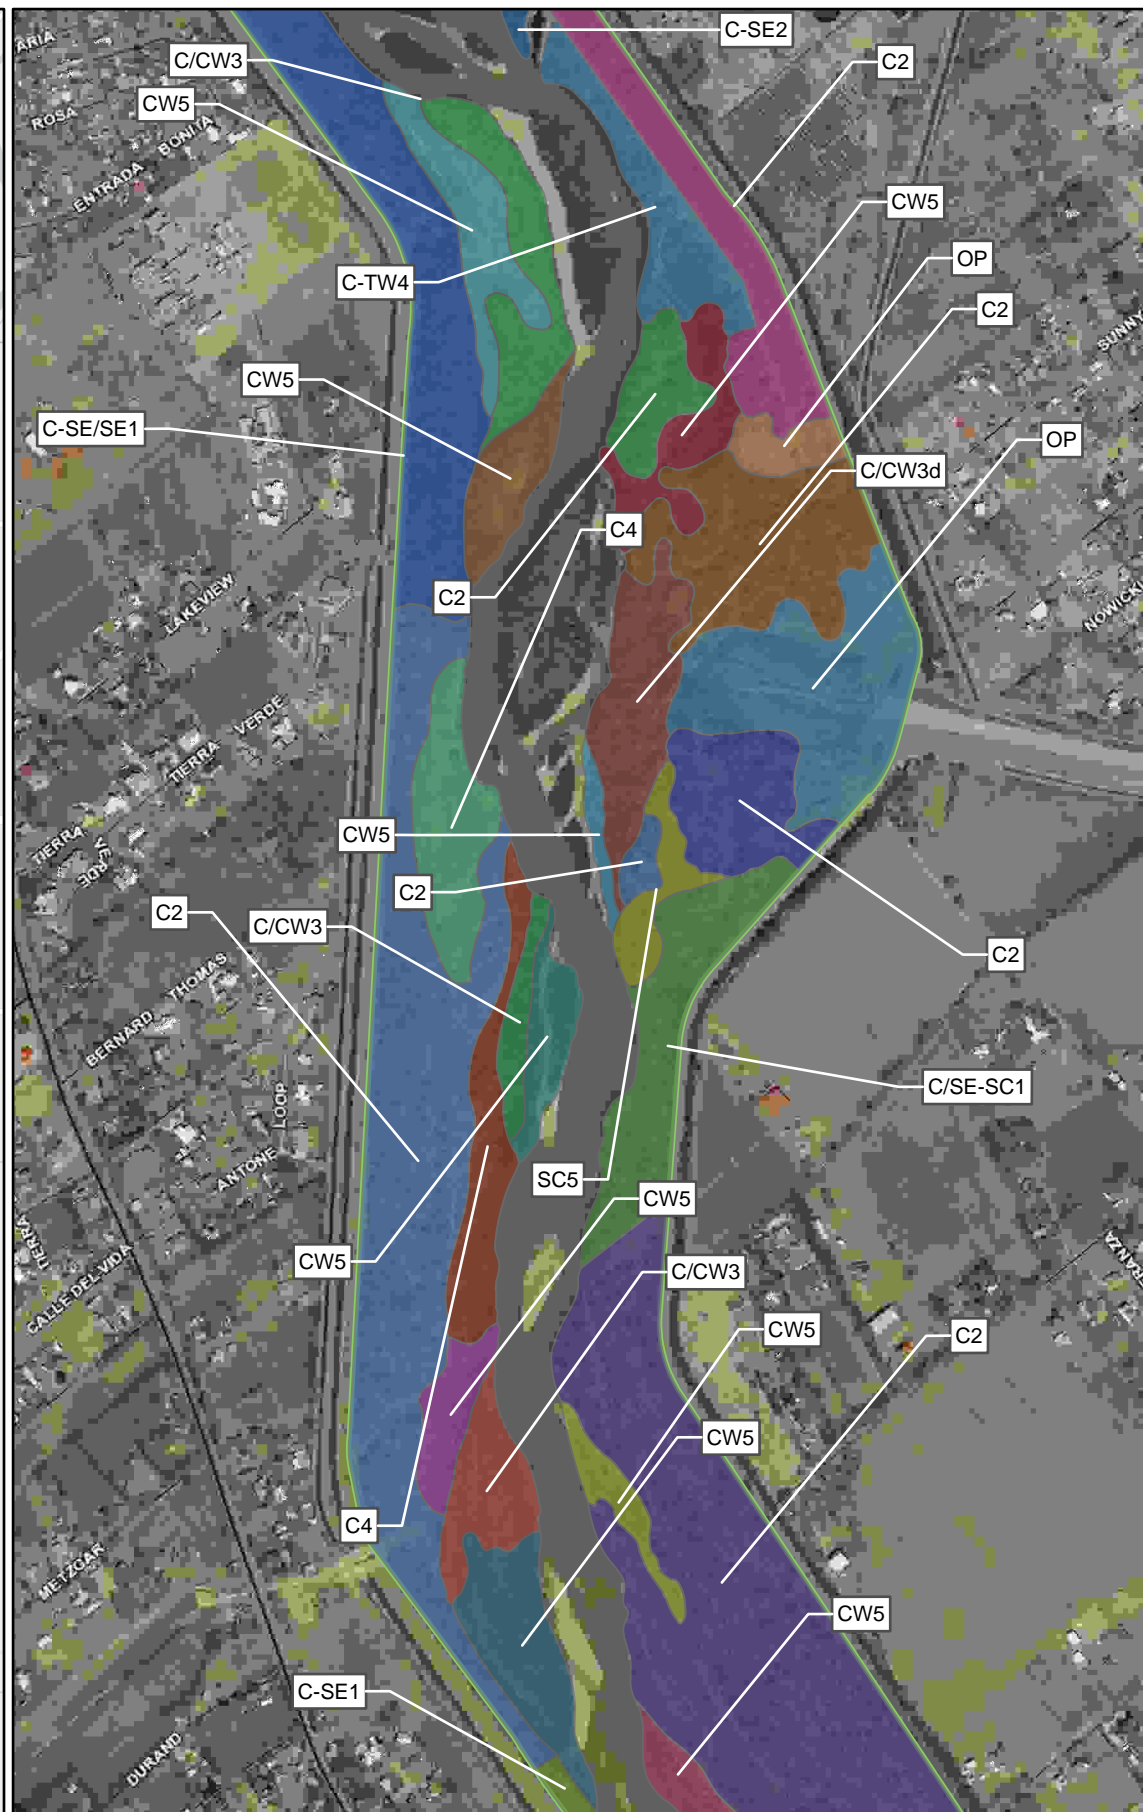 C-SE2
ARIA
C/CW3
C2
CW5
ROSA
ENTRADA BONITA
CW5
OP
C-TW4
C2
SUNNY
CW5
C-SE/SE1
OP
C/CW3d
C4
C2
LAKEVIEW
NOWICKI
TIERRA VERDE
TIERRA VERDE
CW5
C2
C2
C/CW3
C2
BERNARD THOMAS
C/SE-SC1
LOOP
ANTONE
SC5
CW5
TIERRA
CALLE DEL VIDA
CW5
RANZA
C/CW3
CW5
C2
CW5
C4
METZGAR
CW5
C-SE1
DURAND